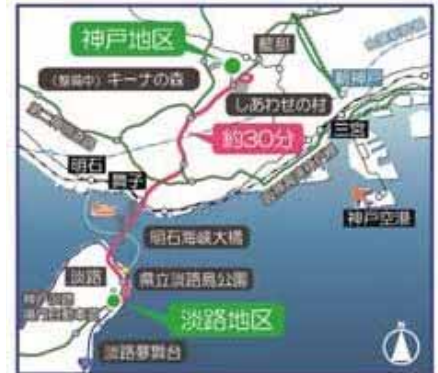 神戸地区
藍那
(整備中) キーナの森
新神戸
しあわせの村
約30分
三宮
明石
舞子
神戸空港
明石海峡大橋
淡路
県立淡路島公園
淡路地区
淡路夢舞台
N